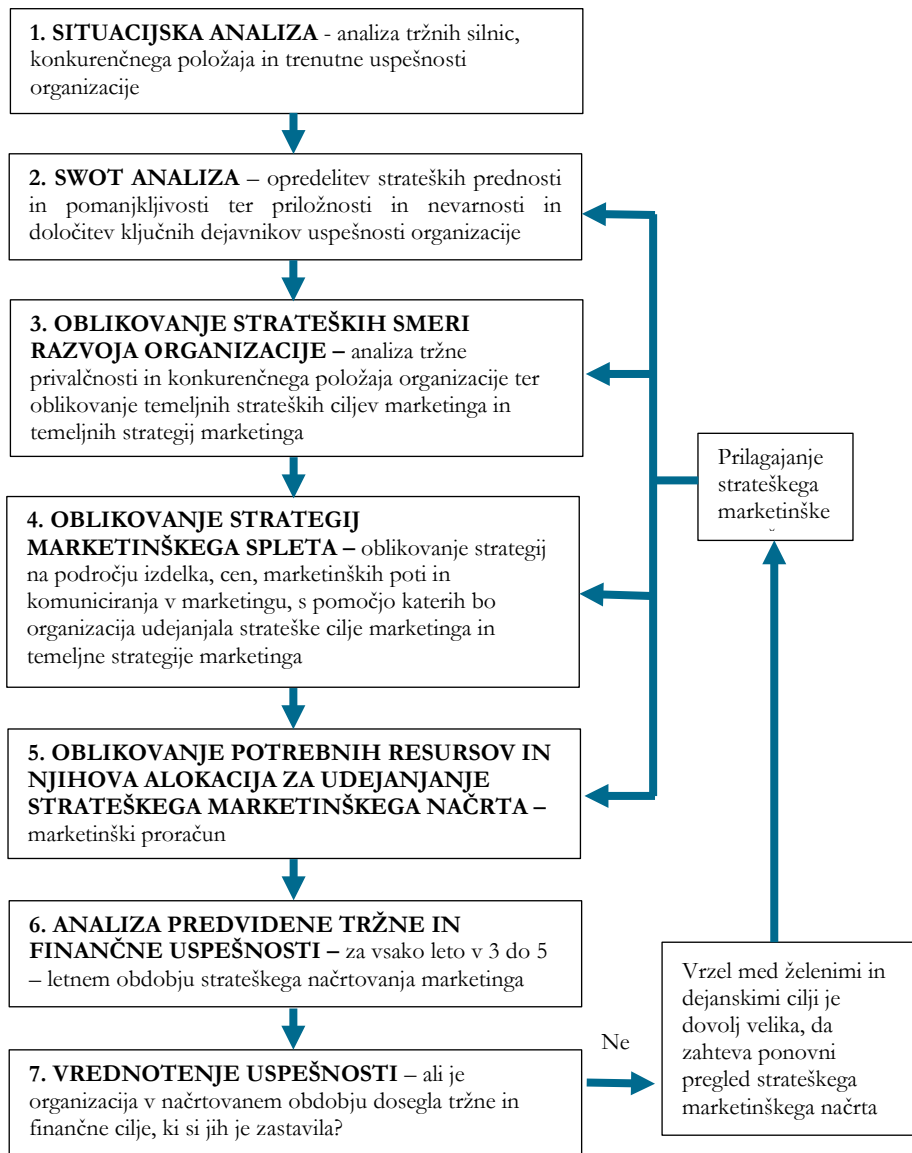 1. SITUACIJSKA ANALIZA - analiza tržnih silnic,
konkurenčnega položaja in trenutne uspešnosti
organizacije
2. SWOT ANALIZA – opredelitev strateških prednosti
in pomanjkljivosti ter priložnosti in nevarnosti in
določitev ključnih dejavnikov uspešnosti organizacije
3. OBLIKOVANJE STRATEŠKIH SMERI
RAZVOJA ORGANIZACIJE – analiza tržne
privalčnosti in konkurenčnega položaja organizacije ter
oblikovanje temeljnih strateških ciljev marketinga in
temeljnih strategij marketinga
Prilagajanje
strateškega
marketinške
4. OBLIKOVANJE STRATEGIJ
MARKETINŠKEGA SPLETA – oblikovanje strategij
na področju izdelka, cen, marketinških poti in
komuniciranja v marketingu, s pomočjo katerih bo
organizacija udejanjala strateške cilje marketinga in
temeljne strategije marketinga
5. OBLIKOVANJE POTREBNIH RESURSOV IN
NJIHOVA ALOKACIJA ZA UDEJANJANJE
STRATEŠKEGA MARKETINŠKEGA NAČRTA –
marketinški proračun
6. ANALIZA PREDVIDENE TRŽNE IN
FINANČNE USPEŠNOSTI – za vsako leto v 3 do 5
– letnem obdobju strateškega načrtovanja marketinga
7. VREDNOTENJE USPEŠNOSTI – ali je
organizacija v načrtovanem obdobju dosegla tržne in
finančne cilje, ki si jih je zastavila?
Ne
Vrzel med želenimi in
dejanskimi cilji je
dovolj velika, da
zahteva ponovni
pregled strateškega
marketinškega načrta